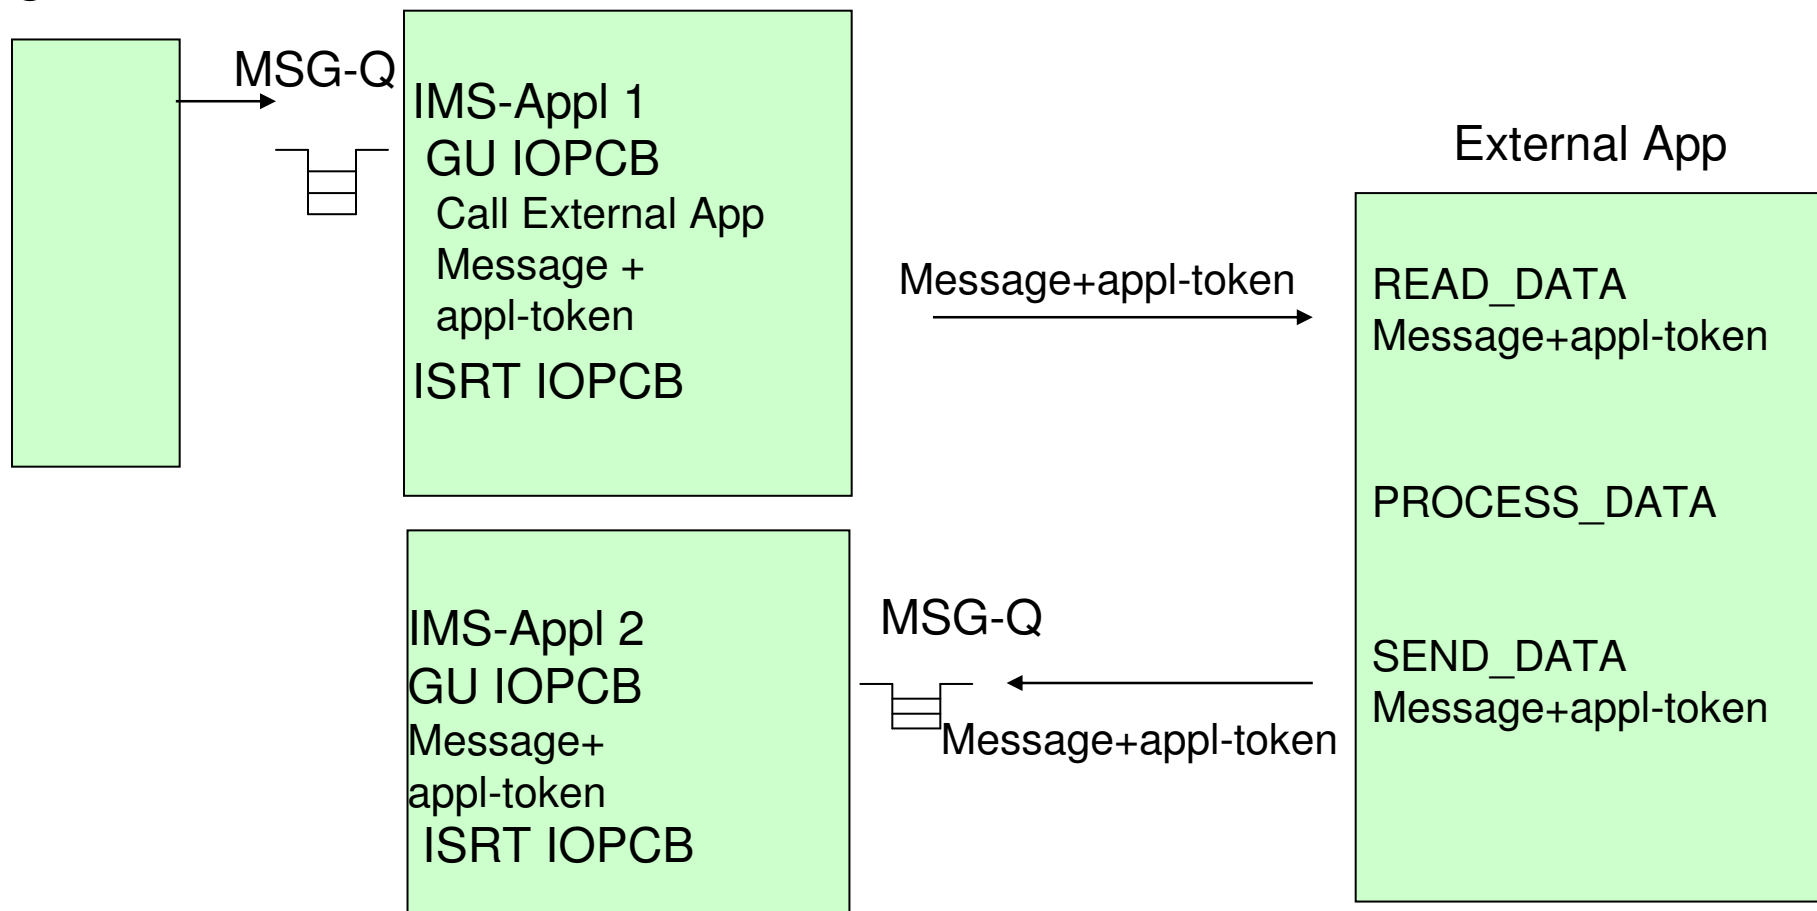 MSG-Q
IMS-Appl 1
GU IOPCB
Call External App
Message +
appl-token
ISRT IOPCB
Message+appl-token
External App
READ_DATA
Message+appl-token
PROCESS_DATA
SEND_DATA
Message+appl-token
MSG-Q
Message+appl-token
IMS-Appl 2
GU IOPCB
Message+
appl-token
ISRT IOPCB